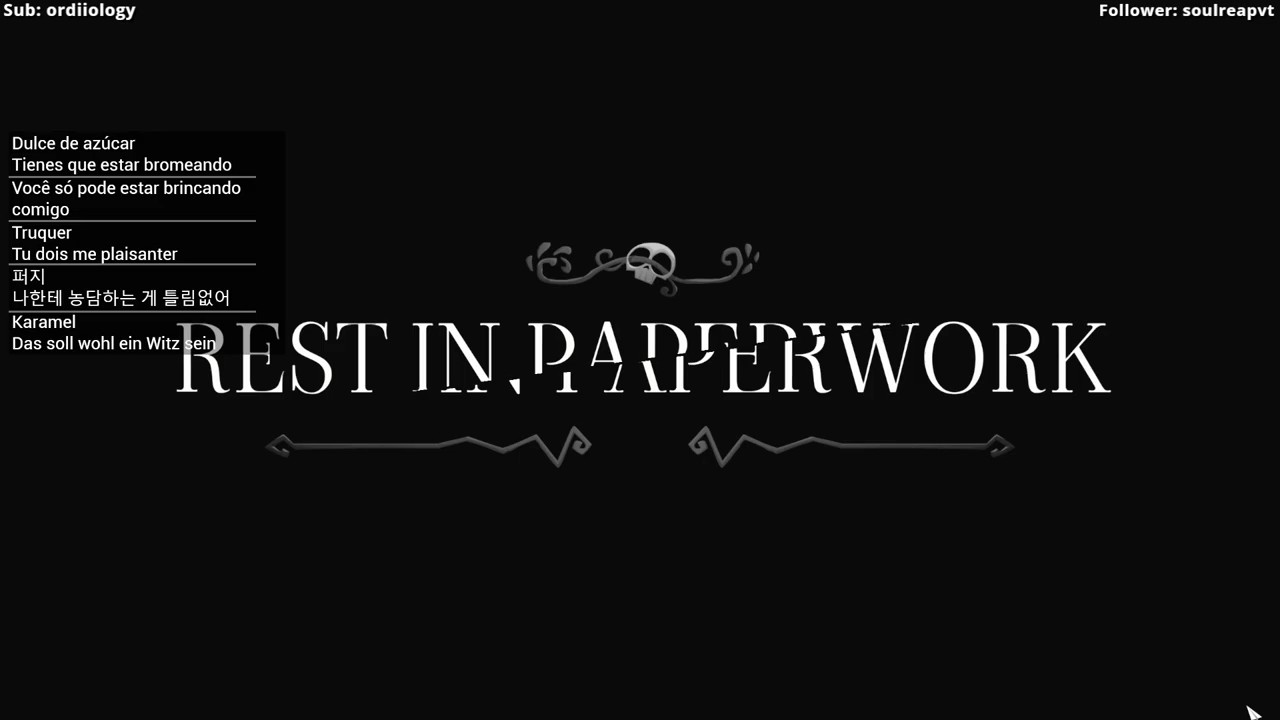 Sub: ordiiology
Follower: soulreapvt
Dulce de azúcar
Tienes que estar bromeando
Você só pode estar brincando
comigo
Truquer
Tu dois me plaisanter
퍼지
나한테 농담하는 게 틀림없어
Karamel
Das soll wohl ein Witz sein
REST IN PAPERWORK